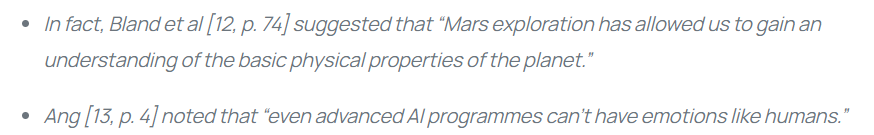 In fact, Bland et al [12, p. 74] suggested that “Mars exploration has allowed us to gain an
understanding of the basic physical properties of the planet.”
Ang [13, p. 4] noted that “even advanced AI programmes can’t have emotions like humans.”